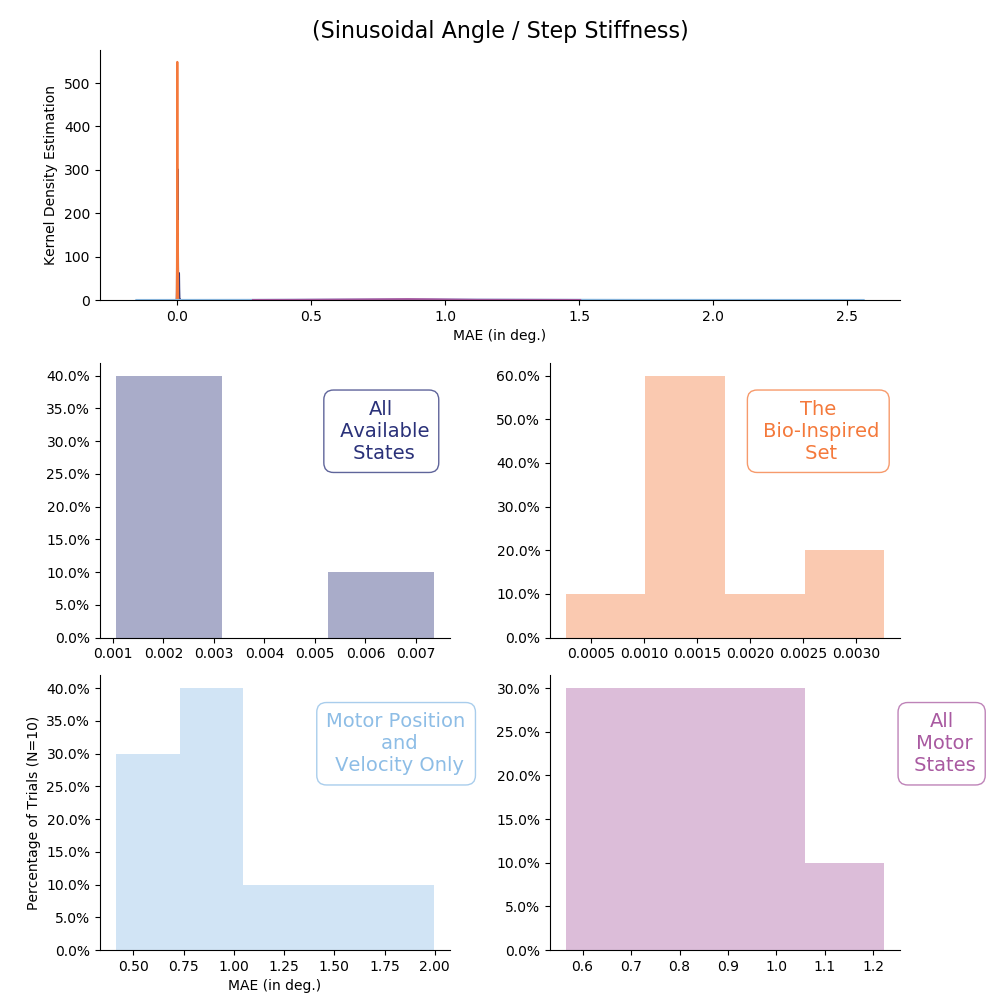 (Sinusoidal Angle / Step Stiffness)
Kernel Density Estimation
500
400
300
200
100
0
0.0 0.5 1.0 1.5 2.0 2.5
MAE (in deg.)
40.0%
35.0%
30.0%
25.0%
20.0%
15.0%
10.0%
5.0%
0.0%
0.001 0.002 0.003 0.004 0.005 0.006 0.007
All
Available
States
60.0%
50.0%
40.0%
30.0%
20.0%
10.0%
0.0%
0.0005 0.0010 0.0015 0.0020 0.0025 0.0030
The
Bio-Inspired
Set
Percentage of Trials (N=10)
40.0%
35.0%
30.0%
25.0%
20.0%
15.0%
10.0%
5.0%
0.0%
0.50 0.75 1.00 1.25 1.50 1.75 2.00
MAE (in deg.)
Motor Position
and
Velocity Only
30.0%
25.0%
20.0%
15.0%
10.0%
5.0%
0.0%
0.6 0.7 0.8 0.9 1.0 1.1 1.2
All
Motor
States